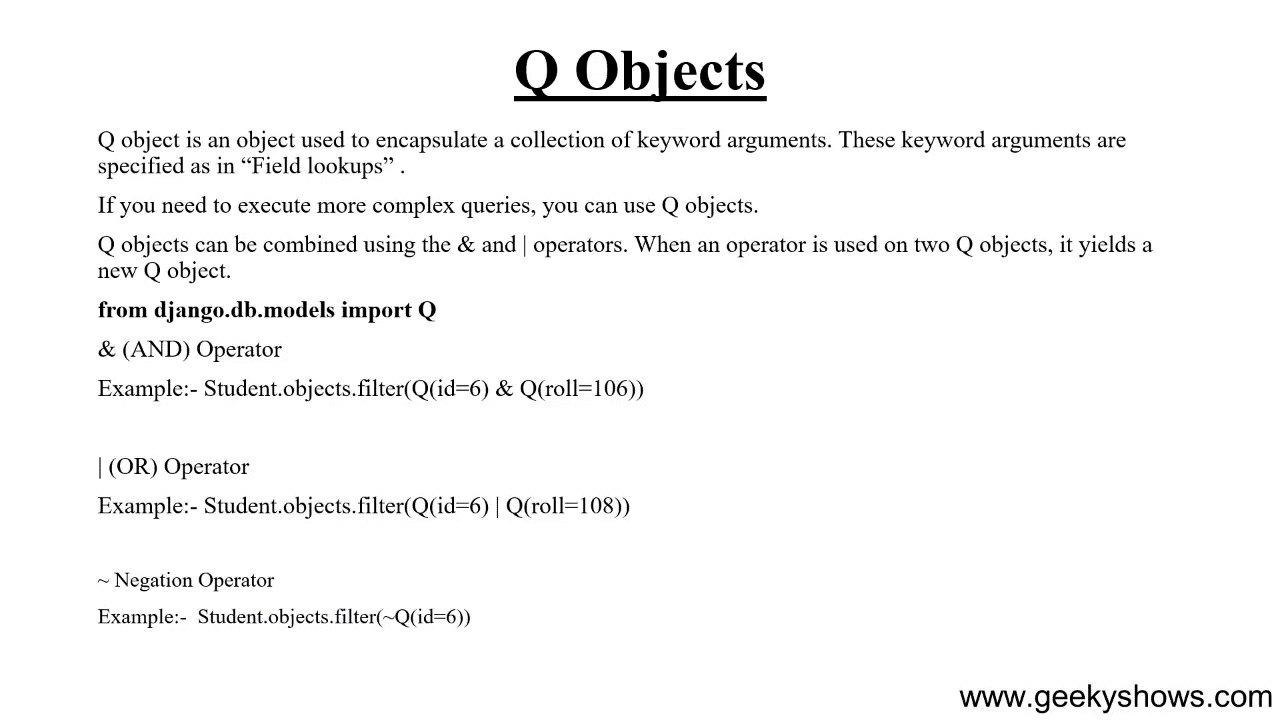 Q Objects
Q object is an object used to encapsulate a collection of keyword arguments. These keyword arguments are
specified as in “Field lookups” .
If you need to execute more complex queries, you can use Q objects.
Q objects can be combined using the & and | operators. When an operator is used on two Q objects, it yields a
new Q object.
from django.db.models import Q
& (AND) Operator
Example:- Student.objects.filter(Q(id=6) & Q(roll=106))
| (OR) Operator
Example:- Student.objects.filter(Q(id=6) | Q(roll=108))
~ Negation Operator
Example:-  Student.objects.filter(~Q(id=6))
www.geekyshows.com